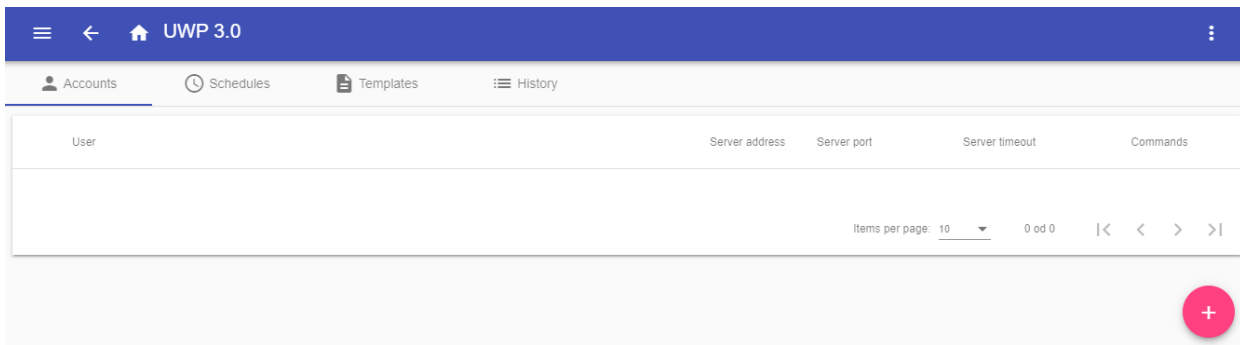 UWP 3.0
Accounts Schedules Templates History
User Server address Server port Server timeout Commands
Items per page: 10 0 od 0